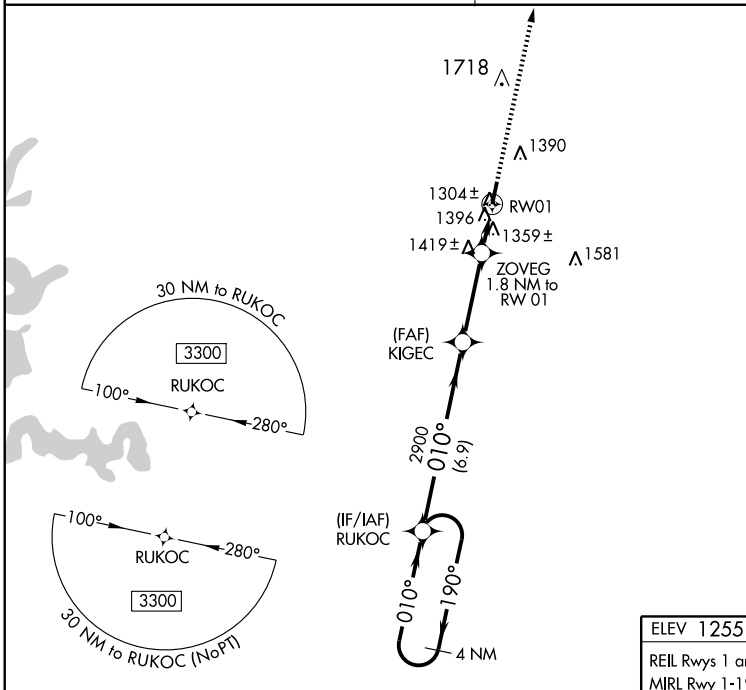 1718
1390
1304±
RW01
1396
1359±
1419±
1581
ZOVEG
1.8 NM to
RW 01
30 NM to RUKOC
3300
RUKOC
100°
280°
(FAF)
KIGEC
2900
010°
(6.9)
(IF/IAF)
RUKOC
100°
280°
RUKOC
3300
30 NM to RUKOC (NoPT)
010°
190°
4 NM
ELEV 1255
REIL Rwys 1 a
MIRL Rwy 1-1